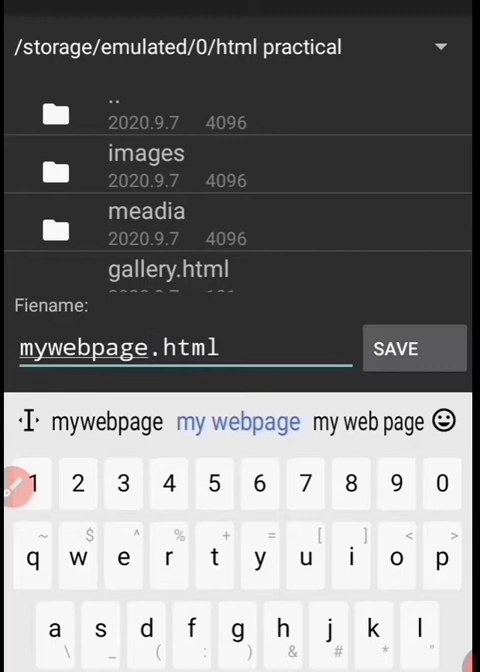 /storage/emulated/0/html practical
..
2020.9.7 4096
images
2020.9.7 4096
meadia
2020.9.7 4096
gallery.html
Fiename:
mywebpage.html SAVE
mywebpage my webpage my web page
1 2 3 4 5 6 7 8 9 0
~ $ ^ % + = [ ] < >
q w e r t y u i o p
a s d f g h j k l
\ _ ( : ) & # * "